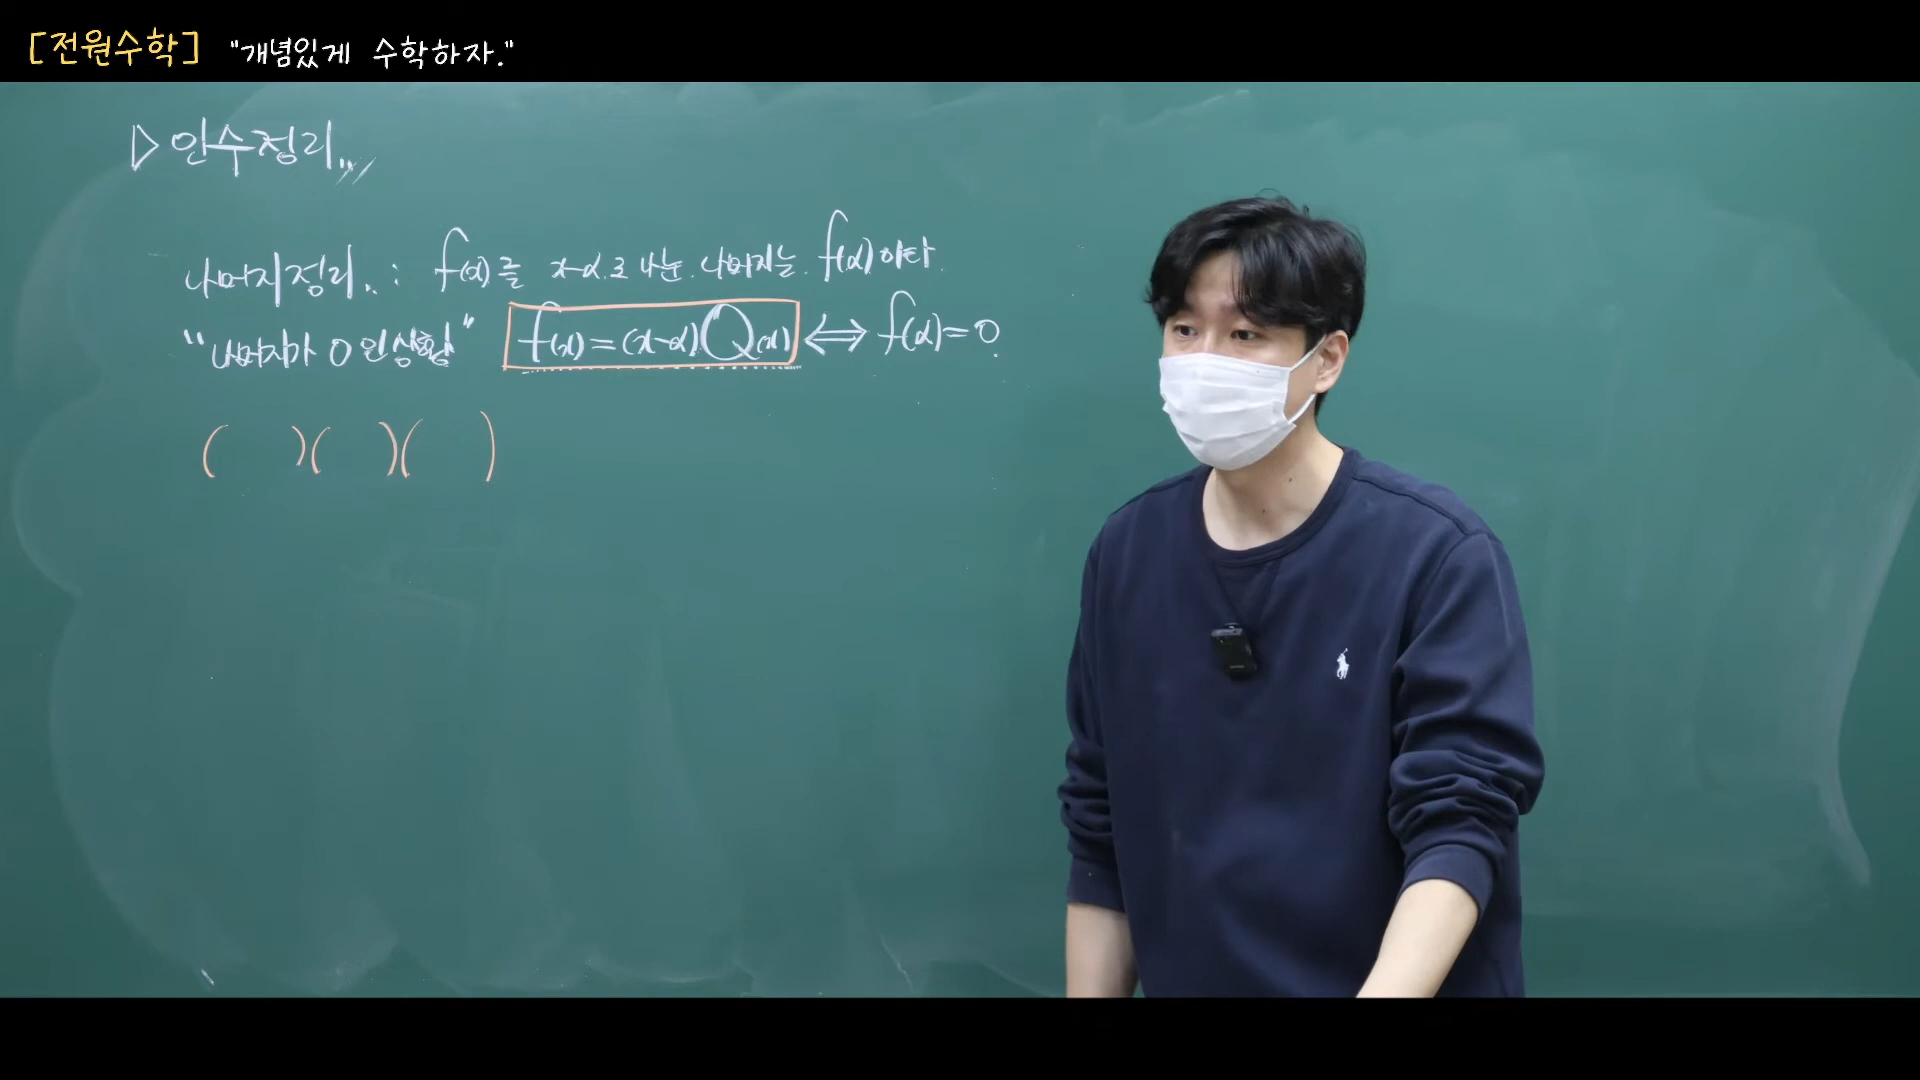 [전원수학] "개념있게 수학하자."
▷인수정리
나머지정리 : f(x)를 x-α로 나눈 나머지는 f(α)이다.
"나머지가 0인상황" f(x)=(x-α)Q(x) ⟺ f(α)=0.
(   )(   )(   )